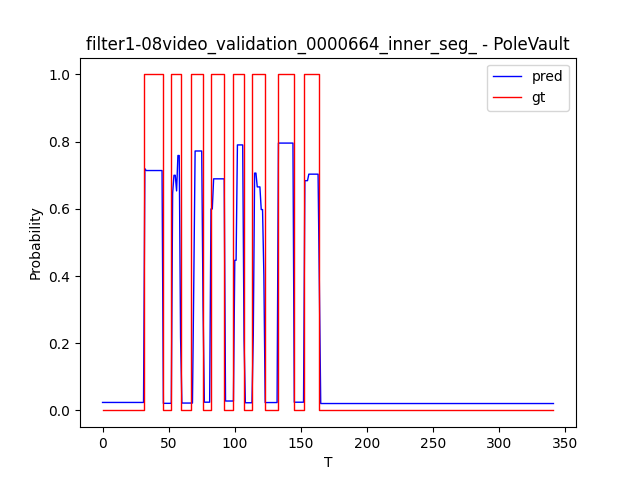 filter1-08video_validation_0000664_inner_seg_ - PoleVault
pred
gt
1.0
0.8
0.6
0.4
0.2
0.0
Probability
0 50 100 150 200 250 300 350
T